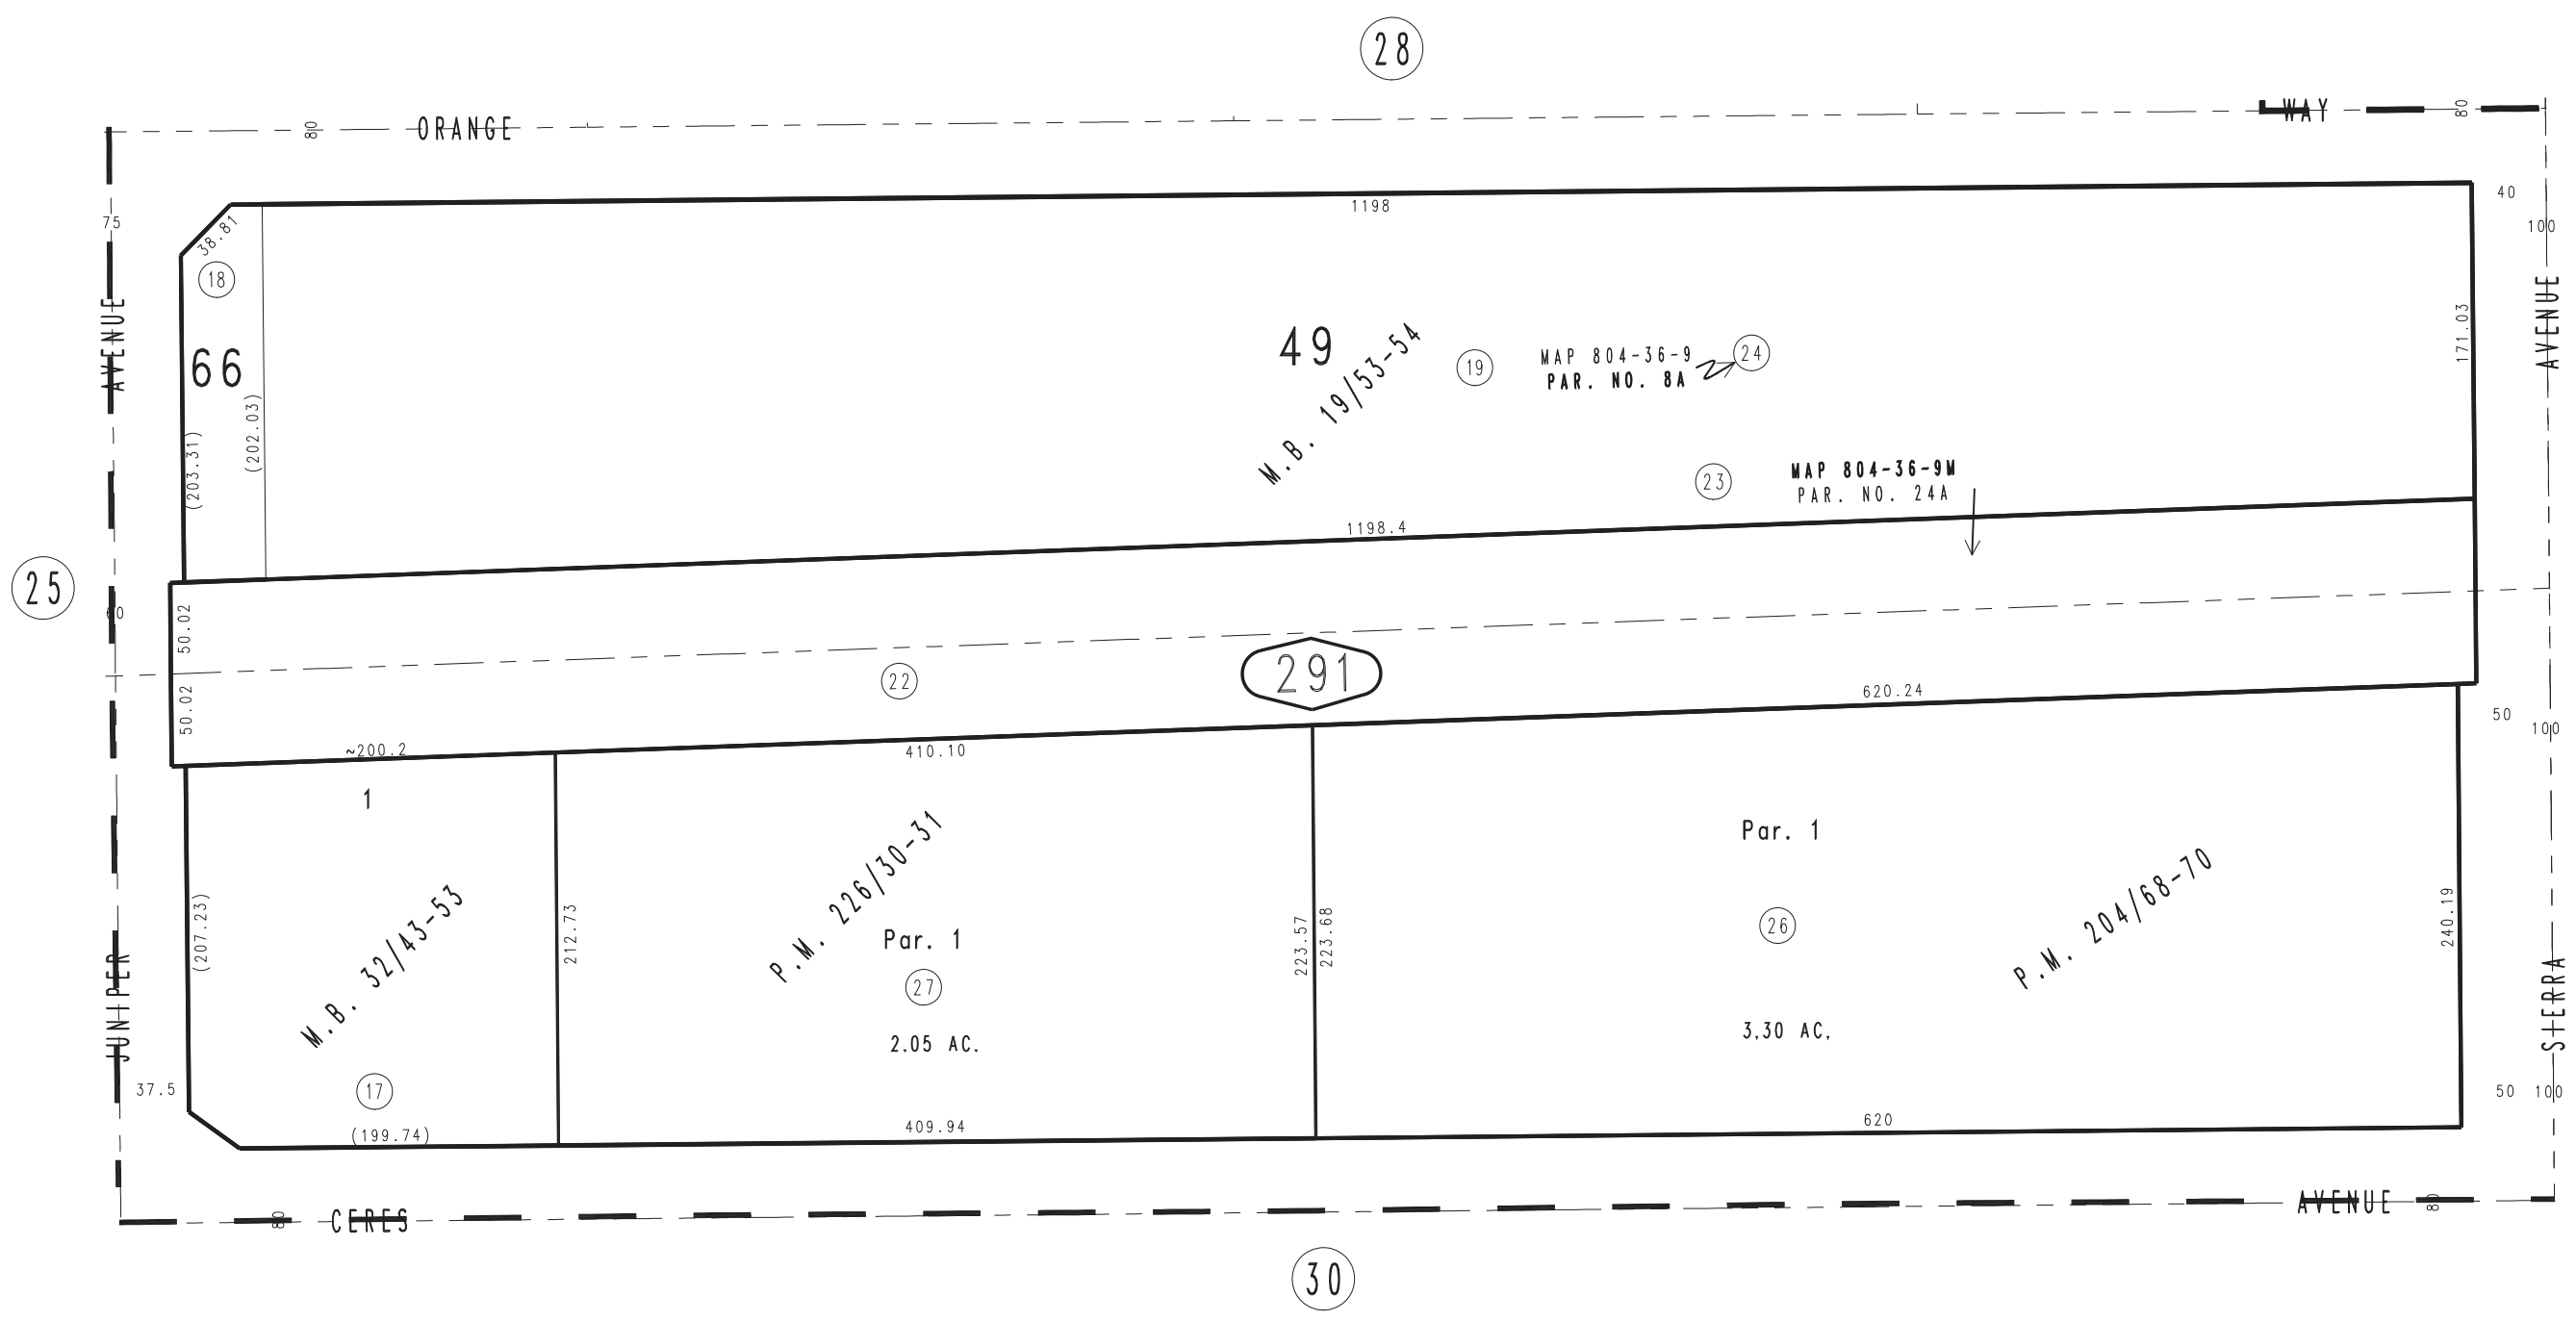 28
80
ORANGE
WAY
80
75
38.81
18
1198
40
100
AVENUE
AVENUE
66
(203.31)
(202.03)
49
M.B. 19/53-54
19
MAP 804-36-9
PAR. NO. 8A
24
171.03
23
MAP 804-36-9M
PAR. NO. 24A
1198.4
25
60
50.02
50.02
22
291
620.24
50
100
~200.2
410.10
1
M.B. 32/43-53
(207.23)
212.73
P.M. 226/30-31
Par. 1
27
2.05 AC.
223.57
223.68
Par. 1
26
3.30 AC.
P.M. 204/68-70
240.19
JUNIPER
SIERRA
37.5
17
(199.74)
409.94
620
50
100
80
CERES
AVENUE
80
30